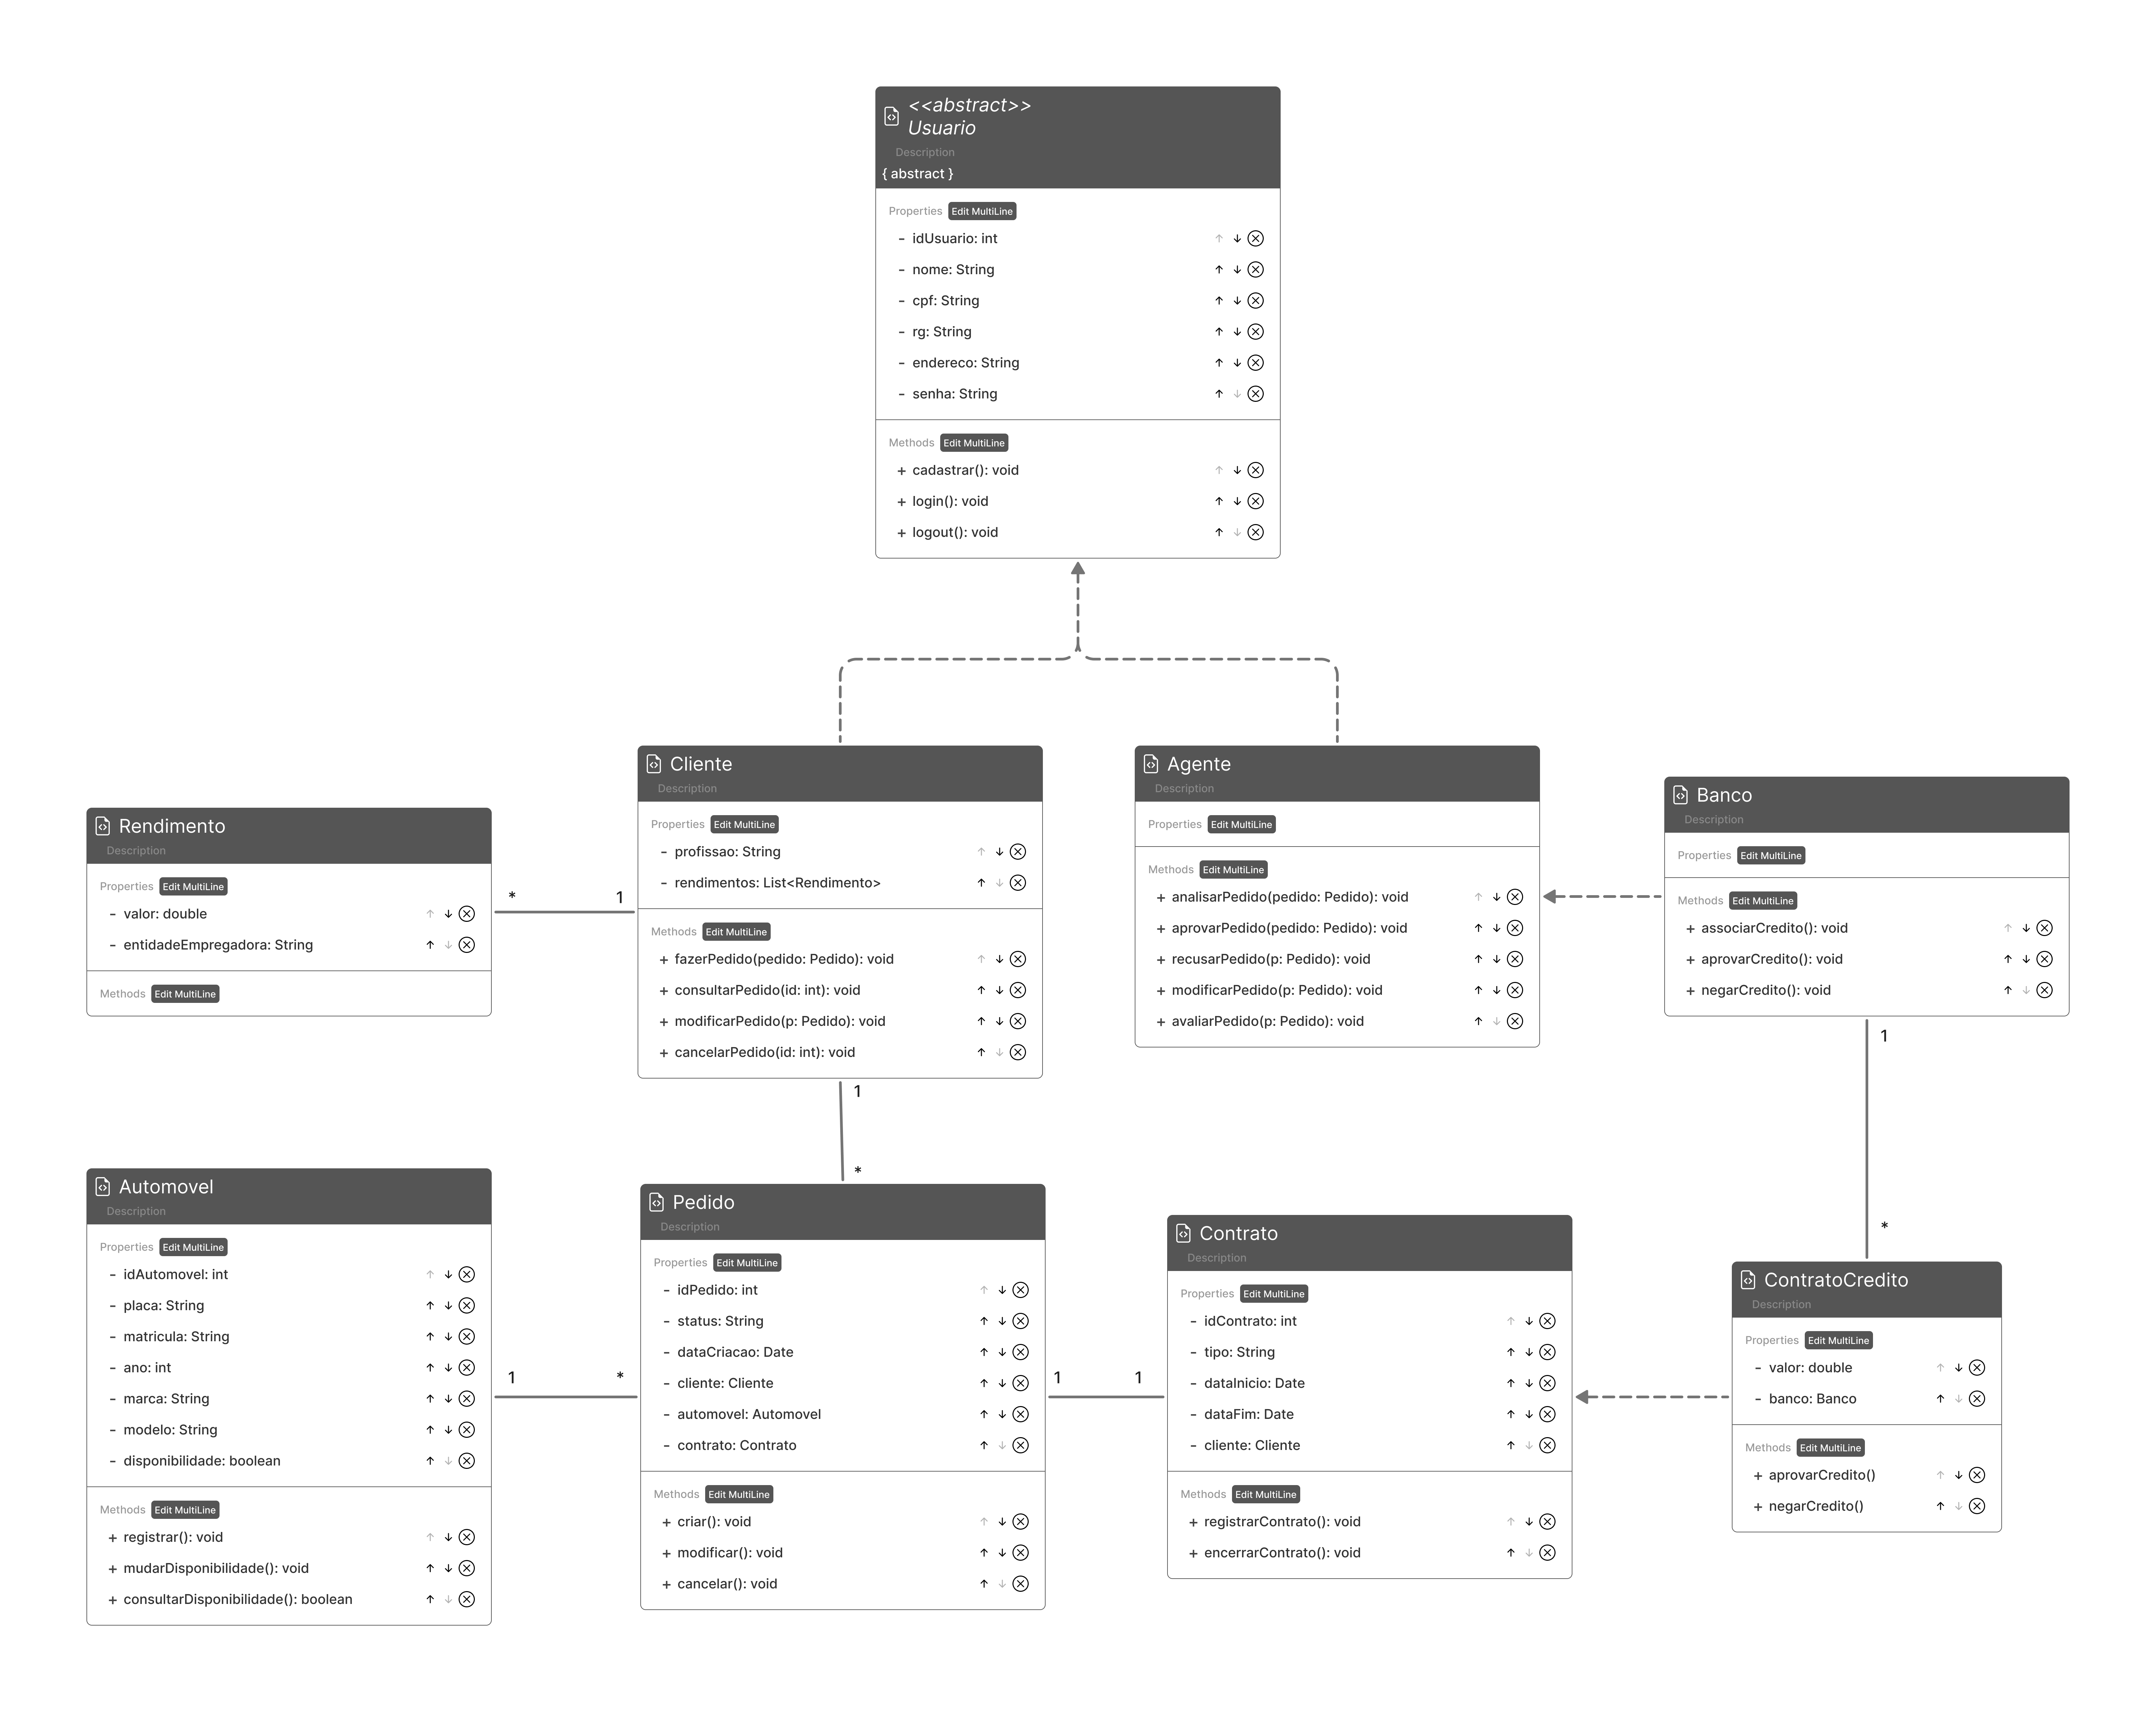 <<abstract>>
Usuario
Description
{ abstract }
Properties Edit MultiLine
- idUsuario: int
- nome: String
- cpf: String
- rg: String
- endereco: String
- senha: String
Methods Edit MultiLine
+ cadastrar(): void
+ login(): void
+ logout(): void
Rendimento
Description
Properties Edit MultiLine
- valor: double
- entidadeEmpregadora: String
Methods Edit MultiLine
* 1
Cliente
Description
Properties Edit MultiLine
- profissao: String
- rendimentos: List<Rendimento>
Methods Edit MultiLine
+ fazerPedido(pedido: Pedido): void
+ consultarPedido(id: int): void
+ modificarPedido(p: Pedido): void
+ cancelarPedido(id: int): void
1
*
Agente
Description
Properties Edit MultiLine
Methods Edit MultiLine
+ analisarPedido(pedido: Pedido): void
+ aprovarPedido(pedido: Pedido): void
+ recusarPedido(p: Pedido): void
+ modificarPedido(p: Pedido): void
+ avaliarPedido(p: Pedido): void
Banco
Description
Properties Edit MultiLine
Methods Edit MultiLine
+ associarCredito(): void
+ aprovarCredito(): void
+ negarCredito(): void
1
*
Automovel
Description
Properties Edit MultiLine
- idAutomovel: int
- placa: String
- matricula: String
- ano: int
- marca: String
- modelo: String
- disponibilidade: boolean
Methods Edit MultiLine
+ registrar(): void
+ mudarDisponibilidade(): void
+ consultarDisponibilidade(): boolean
1 *
Pedido
Description
Properties Edit MultiLine
- idPedido: int
- status: String
- dataCriacao: Date
- cliente: Cliente
- automovel: Automovel
- contrato: Contrato
Methods Edit MultiLine
+ criar(): void
+ modificar(): void
+ cancelar(): void
1 1
Contrato
Description
Properties Edit MultiLine
- idContrato: int
- tipo: String
- dataInicio: Date
- dataFim: Date
- cliente: Cliente
Methods Edit MultiLine
+ registrarContrato(): void
+ encerrarContrato(): void
ContratoCredito
Description
Properties Edit MultiLine
- valor: double
- banco: Banco
Methods Edit MultiLine
+ aprovarCredito()
+ negarCredito()